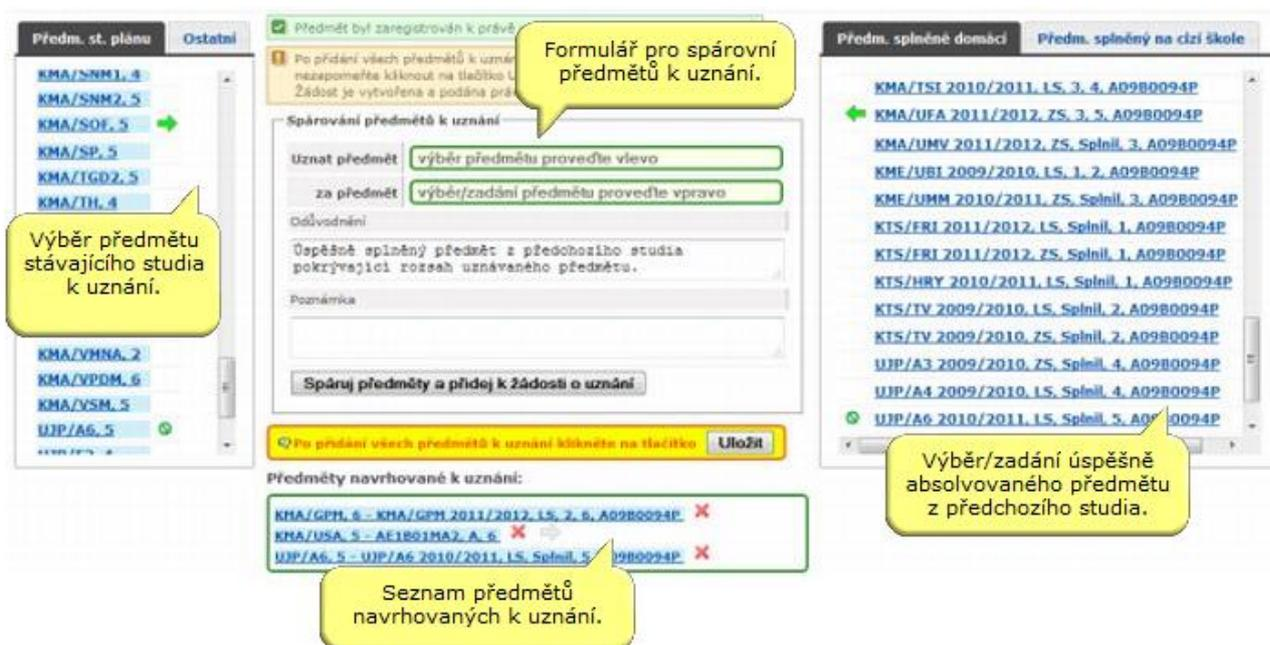 Předm. st. plánu
Ostatní
KMA/SNM1, 4
KMA/SNM2, 5
KMA/SOF, 5
KMA/SP, 5
KMA/TGD2, 5
KMA/TH, 4
Výběr předmětu
stávajícího studia
k uznání.
KMA/VMNA, 2
KMA/VPDM, 6
KMA/VSM, 5
UJP/A6, 5
Předmět byl zaregistrován k právě
Po přidání všech předmětů k uznání
nezapomeňte kliknout na tlačítko U
Žádost je vytvořena a podána
Formulář pro spárovní
předmětů k uznání.
Spárování předmětů k uznání
Uznat předmět
výběr předmětu proveďte vlevo
za předmět
výběr/zadání předmětu proveďte vpravo
Odůvodnění
Úspěšně splněný předmět z předchozího studia
pokrývající rozsah uznávaného předmětu.
Poznámka
Spáruj předměty a přidej k žádosti o uznání
Po přidání všech předmětů k uznání klikněte na tlačítko Uložit
Předměty navrhované k uznání:
KMA/GPM, 6 - KMA/GPM 2011/2012, LS, 2, 6, A09B0094P
KMA/USA, 5 - AE1B01MA2, A, 6
UJP/A6, 5 - UJP/A6 2010/2011, LS, Splnil, 5, A09B0094P
Seznam předmětů
navrhovaných k uznání.
Předm. splněné domácí
Předm. splněný na cizí škole
KMA/TSI 2010/2011, LS, 3, 4, A09B0094P
KMA/UFA 2011/2012, ZS, 3, 5, A09B0094P
KMA/UMV 2011/2012, ZS, Splnil, 3, A09B0094P
KME/UBI 2009/2010, LS, 1, 2, A09B0094P
KME/UMM 2010/2011, ZS, Splnil, 3, A09B0094P
KTS/FRI 2011/2012, LS, Splnil, 1, A09B0094P
KTS/FRI 2011/2012, ZS, Splnil, 1, A09B0094P
KTS/HRY 2010/2011, LS, Splnil, 1, A09B0094P
KTS/TV 2009/2010, LS, Splnil, 2, A09B0094P
KTS/TV 2009/2010, ZS, Splnil, 2, A09B0094P
UJP/A3 2009/2010, ZS, Splnil, 4, A09B0094P
UJP/A4 2009/2010, LS, Splnil, 4, A09B0094P
UJP/A6 2010/2011, LS, Splnil, 5, A09B0094P
Výběr/zadání úspěšně
absolvovaného předmětu
z předchozího studia.